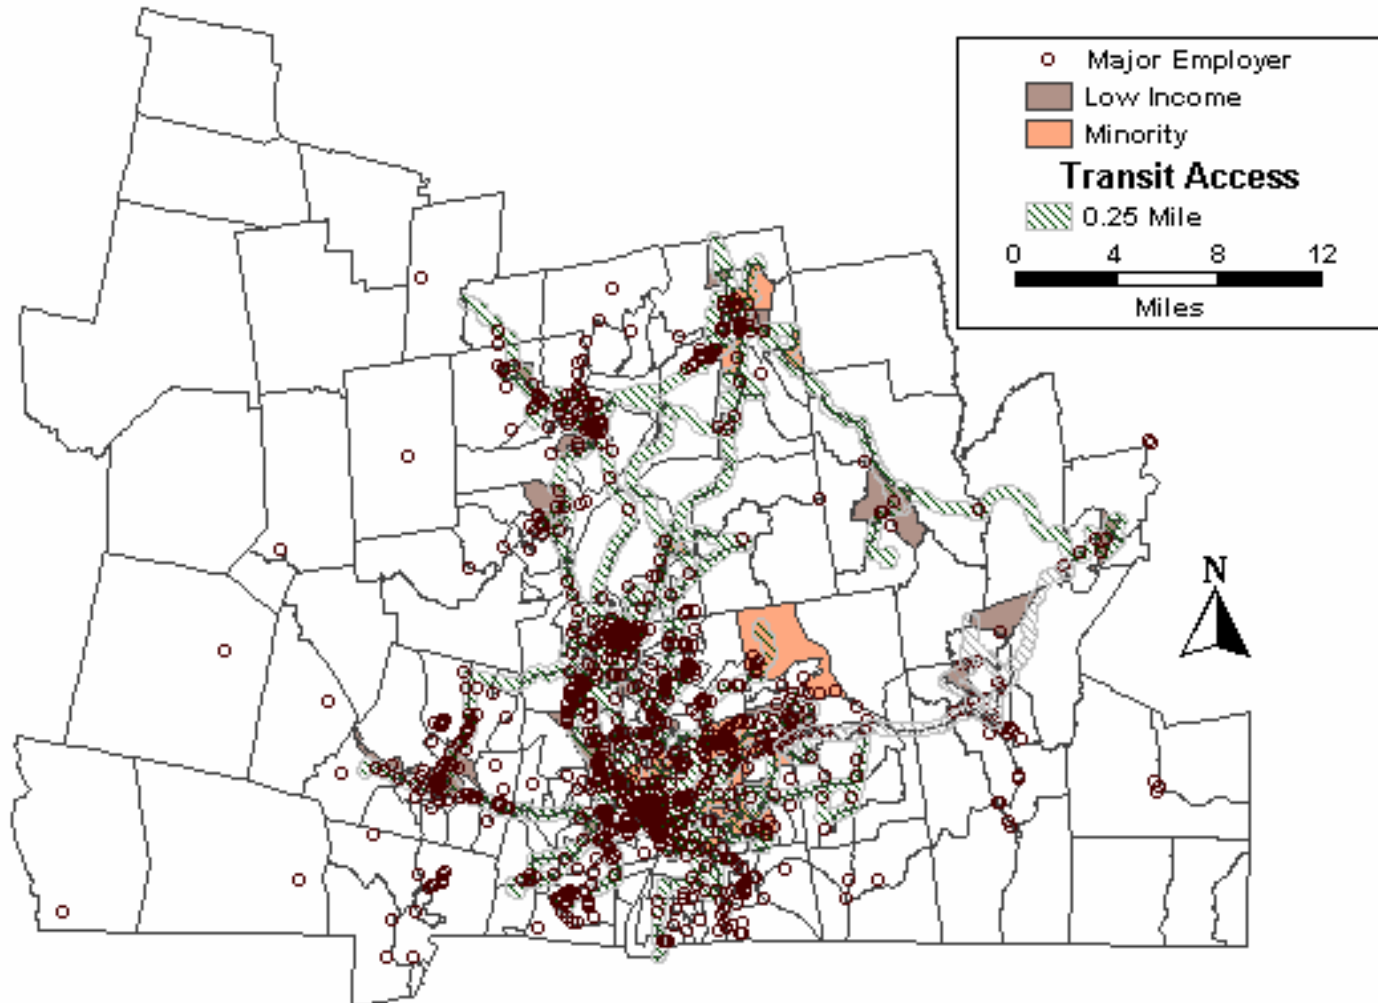 Major Employer
Low Income
Minority
Transit Access
0.25 Mile
0 4 8 12
Miles
N